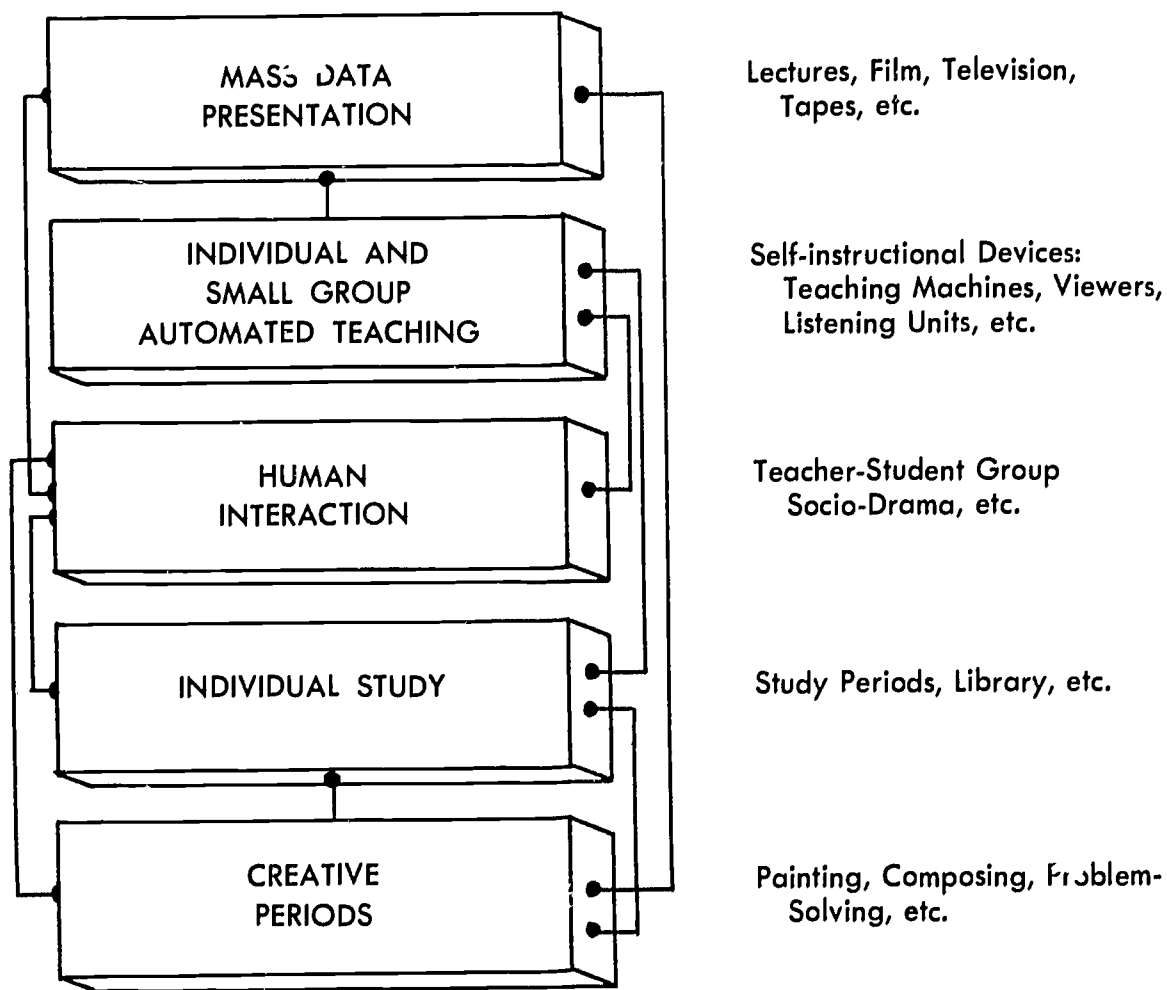 MASS DATA
PRESENTATION
Lectures, Film, Television,
Tapes, etc.
INDIVIDUAL AND
SMALL GROUP
AUTOMATED TEACHING
Self-instructional Devices:
Teaching Machines, Viewers,
Listening Units, etc.
HUMAN
INTERACTION
Teacher-Student Group
Socio-Drama, etc.
INDIVIDUAL STUDY
Study Periods, Library, etc.
CREATIVE
PERIODS
Painting, Composing, Problem-
Solving, etc.